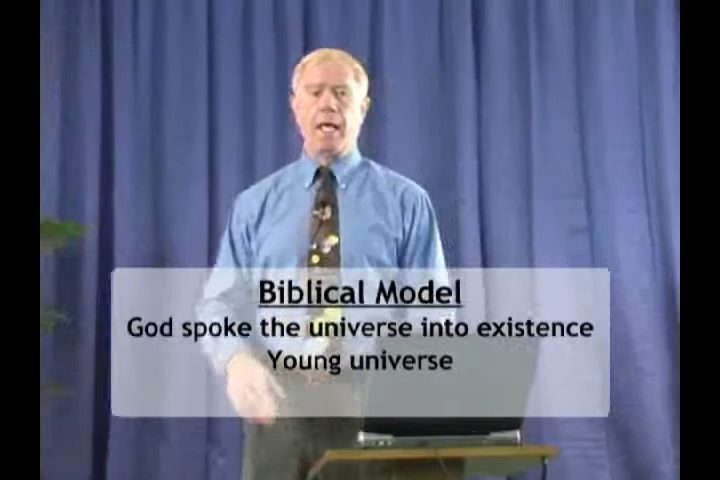 Biblical Model
God spoke the universe into existence
Young universe